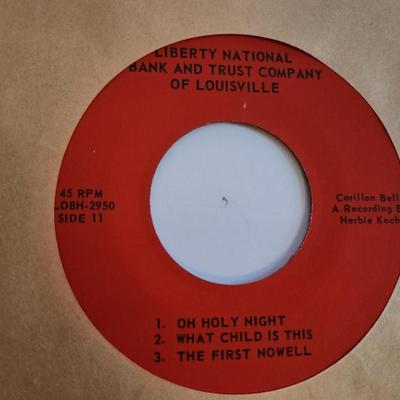 LIBERTY NATIONAL
BANK AND TRUST COMPANY
OF LOUISVILLE
45 RPM
LO8H-2950
SIDE 11
Carillon Bell
A Recording B
Herbie Koch
1. OH HOLY NIGHT
2. WHAT CHILD IS THIS
3. THE FIRST NOWELL